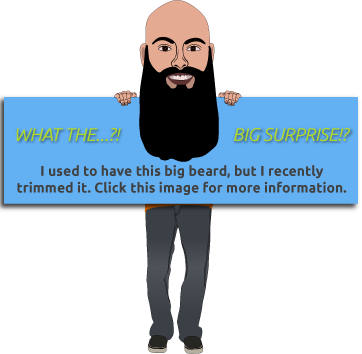 WHAT THE...?! BIG SURPRISE!?
I used to have this big beard, but I recently
trimmed it. Click this image for more information.